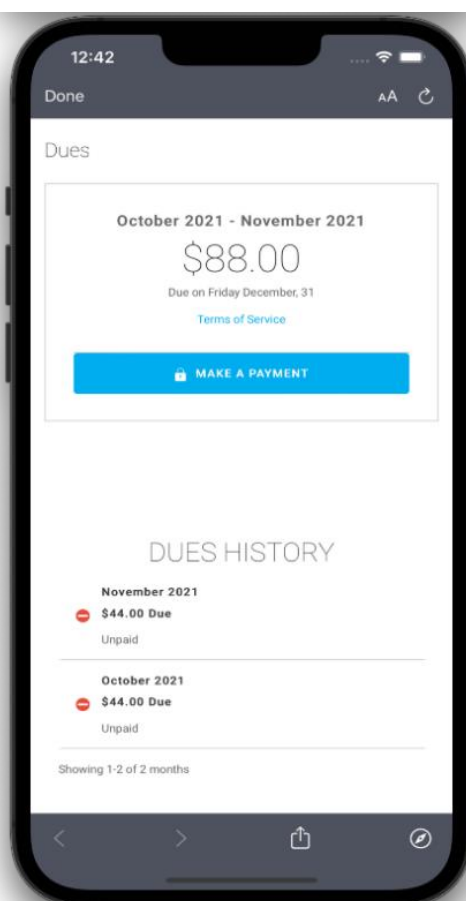 12:42
Done
AA
Dues
October 2021 - November 2021
$88.00
Due on Friday December, 31
Terms of Service
MAKE A PAYMENT
DUES HISTORY
November 2021
$44.00 Due
Unpaid
October 2021
$44.00 Due
Unpaid
Showing 1-2 of 2 months